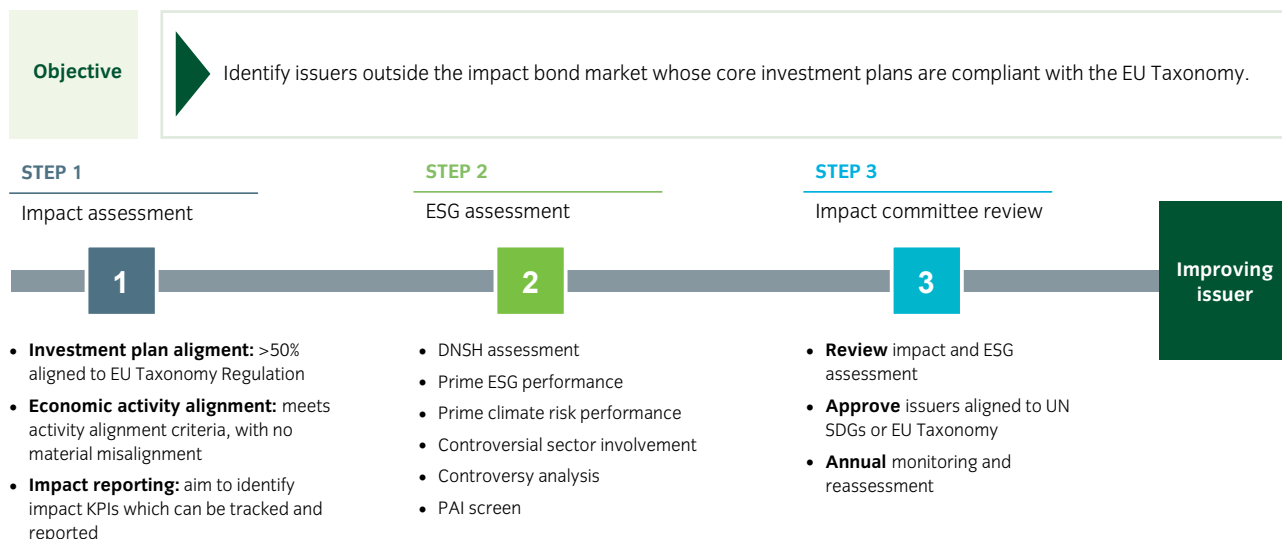 Objective
Identify issuers outside the impact bond market whose core investment plans are compliant with the EU Taxonomy.
STEP 1
Impact assessment
STEP 2
ESG assessment
STEP 3
Impact committee review
1
2
3
Improving
issuer
• Investment plan aligment: >50%
aligned to EU Taxonomy Regulation
• Economic activity alignment: meets
activity alignment criteria, with no
material misalignment
• Impact reporting: aim to identify
impact KPIs which can be tracked and
reported
• DNSH assessment
• Prime ESG performance
• Prime climate risk performance
• Controversial sector involvement
• Controversy analysis
• PAI screen
• Review impact and ESG
assessment
• Approve issuers aligned to UN
SDGs or EU Taxonomy
• Annual monitoring and
reassessment